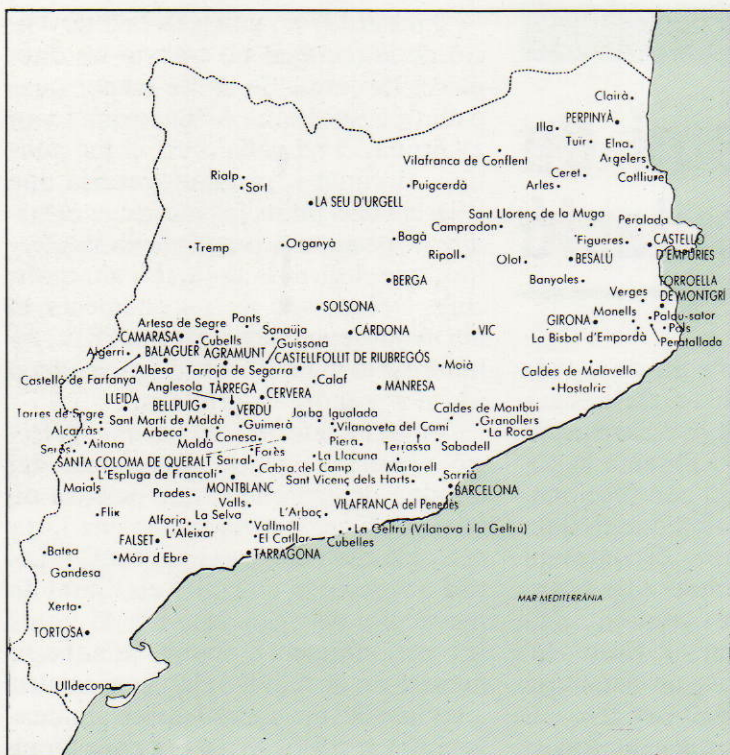 Clairà
PERPINYÀ
Illa
Tuïr
Elna
Argelers
Vilafranca de Conflent
Ceret
Cotlliure
Rialp
Sort
Puigcerdà
Arles
LA SEU D'URGELL
Sant Llorenç de la Muga
Peralada
Camprodon
Tremp
Organyà
Bagà
Figueres
CASTELLÓ
D'EMPÚRIES
Ripoll
Olot
BESALÚ
BERGA
Banyoles
TORROELLA
DE MONTGRÍ
Verges
SOLSONA
Artesa de Segre
Ponts
GIRONA
Monells
Palau-sator
CAMARASA
Cubells
Sanaüja
CARDONA
VIC
Pals
Guissona
La Bisbal d'Empordà
Peratallada
Algerri
BALAGUER
AGRAMUNT
CASTELLFOLLIT DE RIUBREGÓS
Albesa
Tarroja de Segarra
Moià
Caldes de Malavella
Castelló de Farfanya
Anglesola
TÀRREGA
Calaf
MANRESA
Hostalric
LLEIDA
CERVERA
BELLPUIG
VERDÚ
Torres de Segre
Sant Martí de Maldà
Guimerà
Jorba
Igualada
Caldes de Montbui
Alcarràs
Arbeca
Vilanoveta del Camí
Granollers
La Roca
Seròs
Aitona
Maldà
Conesa
Piera
Terrassa
Sabadell
SANTA COLOMA DE QUERALT
Forès
La Llacuna
Sarral
Martorell
L'Espluga de Francolí
Cabra del Camp
Sarrià
Maials
MONTBLANC
Sant Vicenç dels Horts
BARCELONA
Prades
VILAFRANCA del Penedès
Flix
Valls
L'Arboç
Alforja
La Selva
Vallmoll
La Geltrú (Vilanova i la Geltrú)
FALSET
L'Aleixar
El Catllar
Cubelles
Batea
Móra d'Ebre
TARRAGONA
Gandesa
MAR MEDITERRÀNIA
Xerta
TORTOSA
Ulldecona